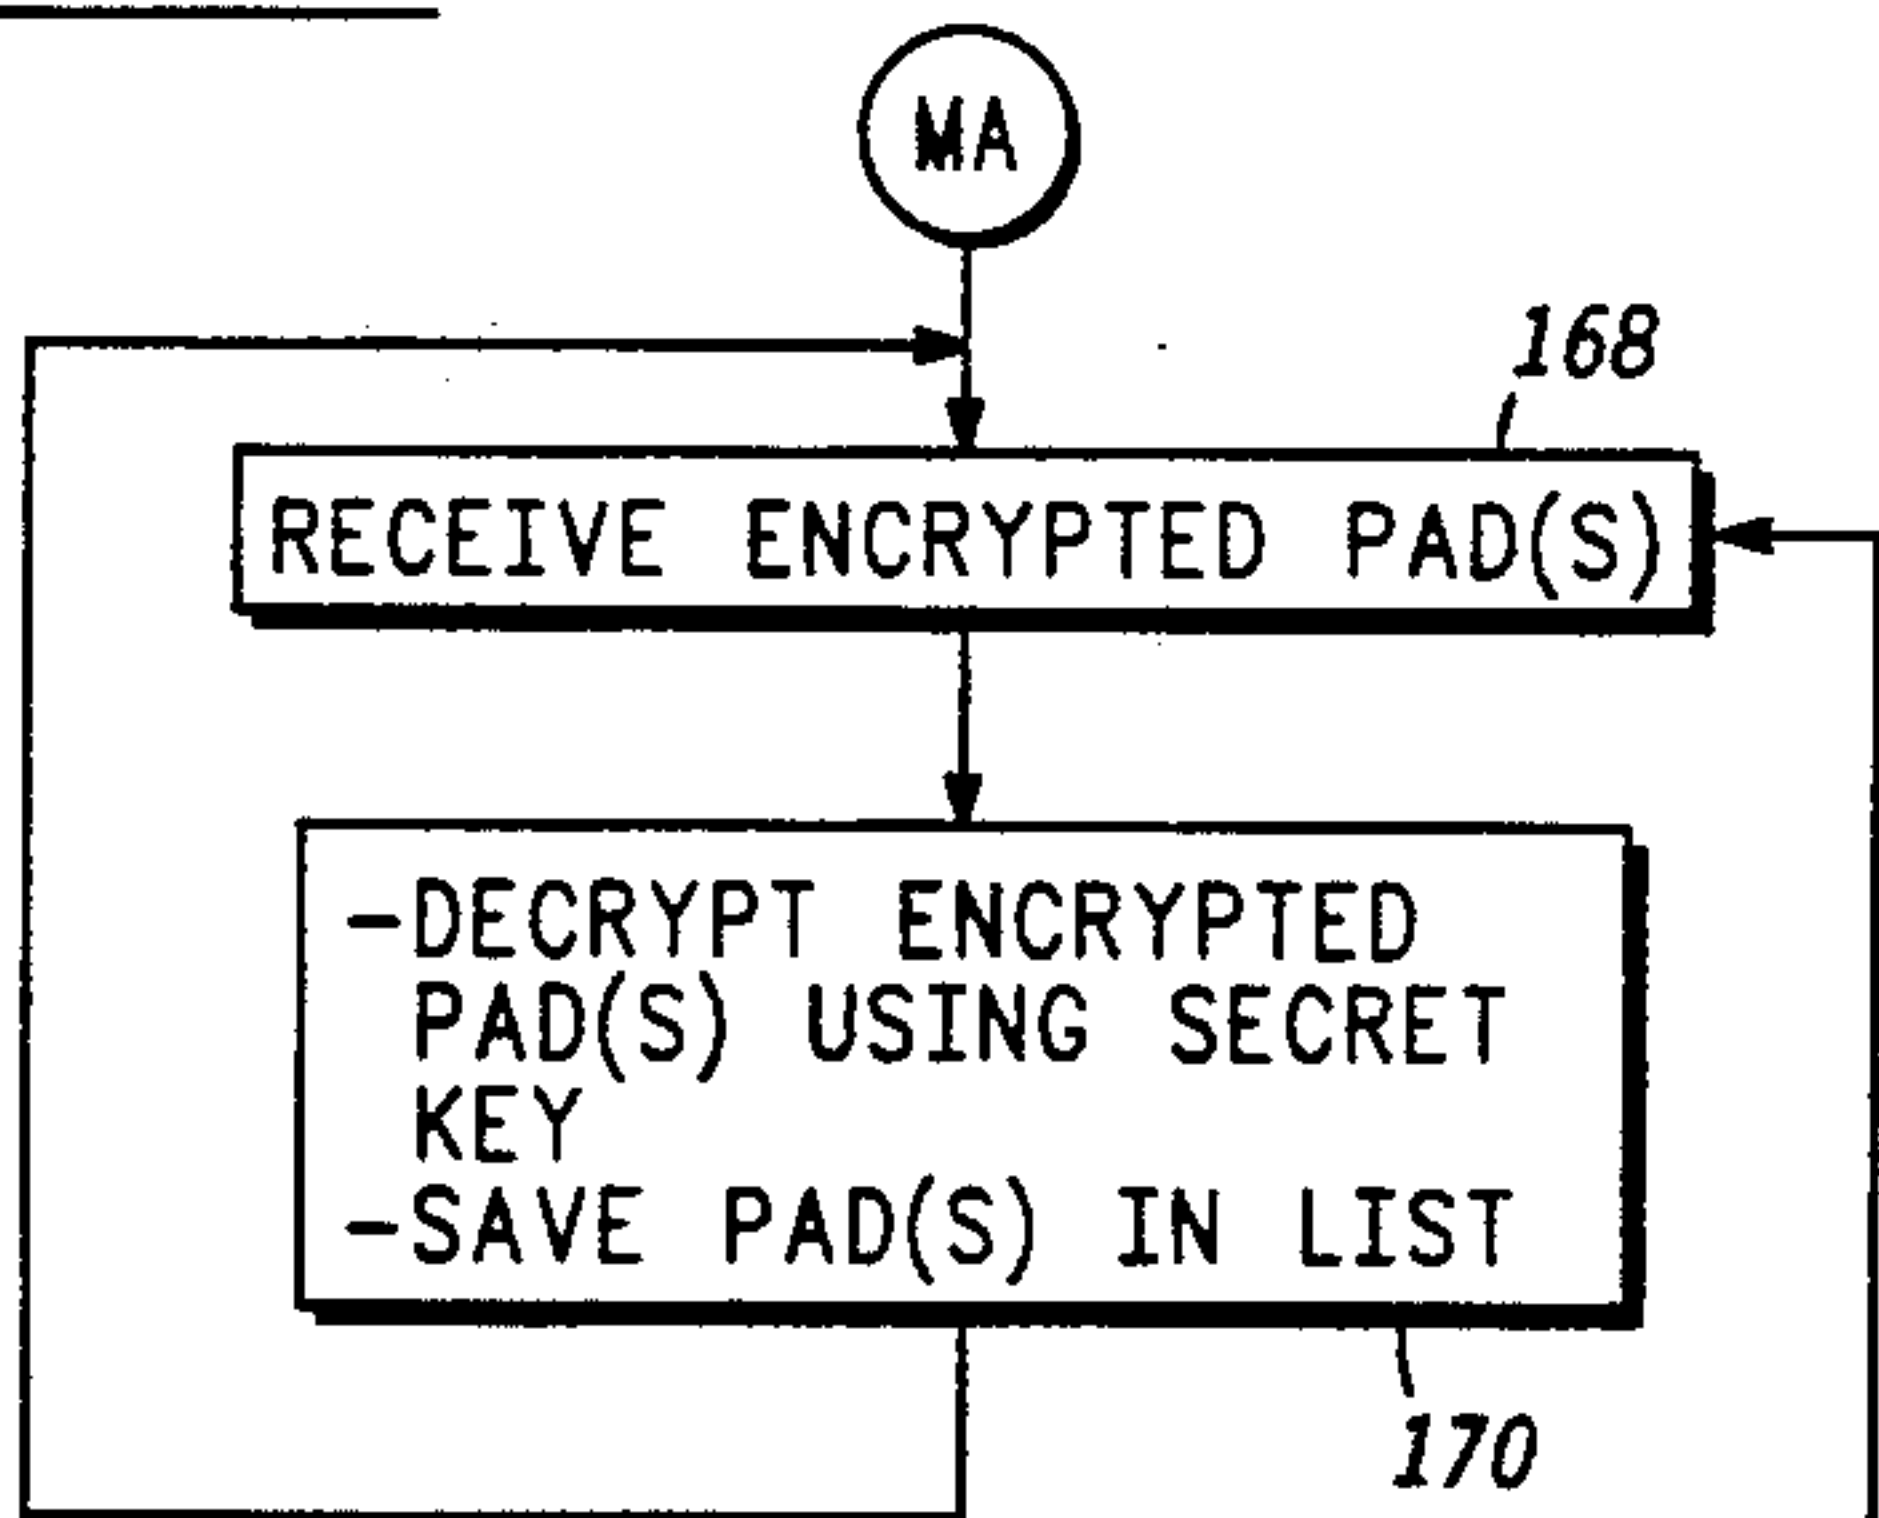 MA
168
RECEIVE ENCRYPTED PAD(S)
-DECRYPT ENCRYPTED
PAD(S) USING SECRET
KEY
-SAVE PAD(S) IN LIST
170